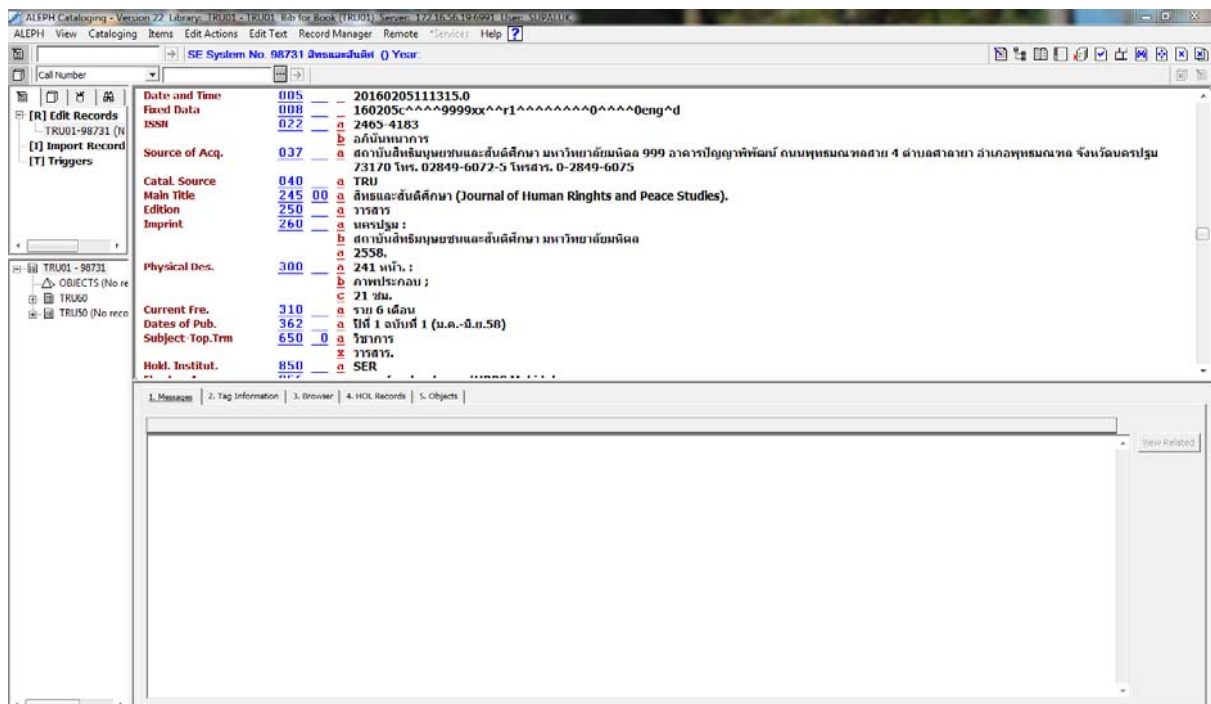 ALEPH Cataloging - Version 22 Library: TRU01 - TRU01 Bib for Book (TRU01) Server: 172.16.56.19:6991 User: SUPALUK
ALEPH View Cataloging Items Edit Actions Edit Text Record Manager Remote *Services Help ?
SE System No. 98731 สิทธและสันติศ () Year:
Call Number
[R] Edit Records
TRU01-98731 (N
[I] Import Record
[T] Triggers
TRU01 - 98731
OBJECTS (No re
TRU60
TRU50 (No reco
Date and Time 005 _ 20160205111315.0
Fixed Data 008 _ 160205c^^^^9999xx^^r1^^^^^^^^0^^^^0eng^d
ISSN 022 a 2465-4183
b อภินันทนาการ
Source of Acq. 037 a สถาบันสิทธิมนุษยชนและสันติศึกษา มหาวิทยาลัยมหิดล 999 อาคารปัญญาพิพัฒน์ ถนนพุทธมณฑลสาย 4 ตำบลศาลายา อำเภอพุทธมณฑล จังหวัดนครปฐม
73170 โทร. 02849-6072-5 โทรสาร. 0-2849-6075
Catal. Source 040 a TRU
Main Title 245 00 a สิทธและสันติศึกษา (Journal of Human Ringhts and Peace Studies).
Edition 250 a วารสาร
Imprint 260 a นครปฐม :
b สถาบันสิทธิมนุษยชนและสันติศึกษา มหาวิทยาลัยมหิดล
a 2558.
Physical Des. 300 a 241 หน้า. :
b ภาพประกอบ ;
c 21 ซม.
Current Fre. 310 a ราย 6 เดือน
Dates of Pub. 362 a ปีที่ 1 ฉบับที่ 1 (ม.ค.-มิ.ย.58)
Subject-Top.Trm 650 0 a วิชาการ
x วารสาร.
Hold. Institut. 850 a SER
1. Messages 2. Tag Information 3. Browser 4. HOL Records 5. Objects
View Related